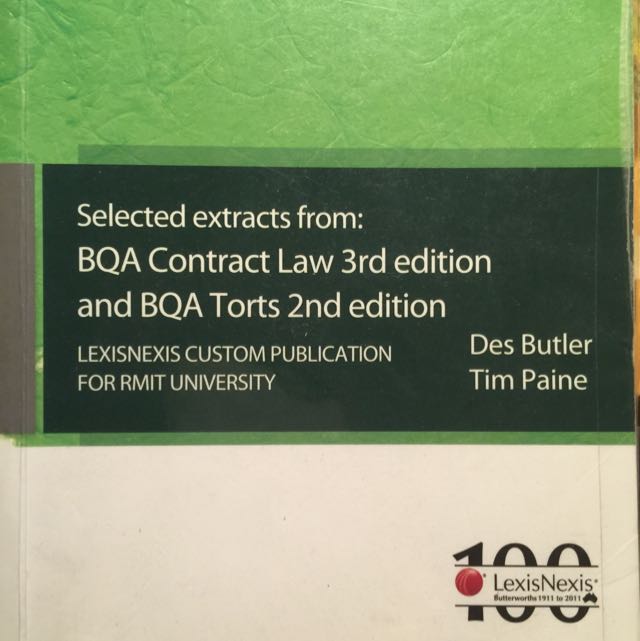 Selected extracts from:
BQA Contract Law 3rd edition
and BQA Torts 2nd edition
LEXISNEXIS CUSTOM PUBLICATION
FOR RMIT UNIVERSITY
Des Butler
Tim Paine
100
LexisNexis®
Butterworths 1911 to 2011